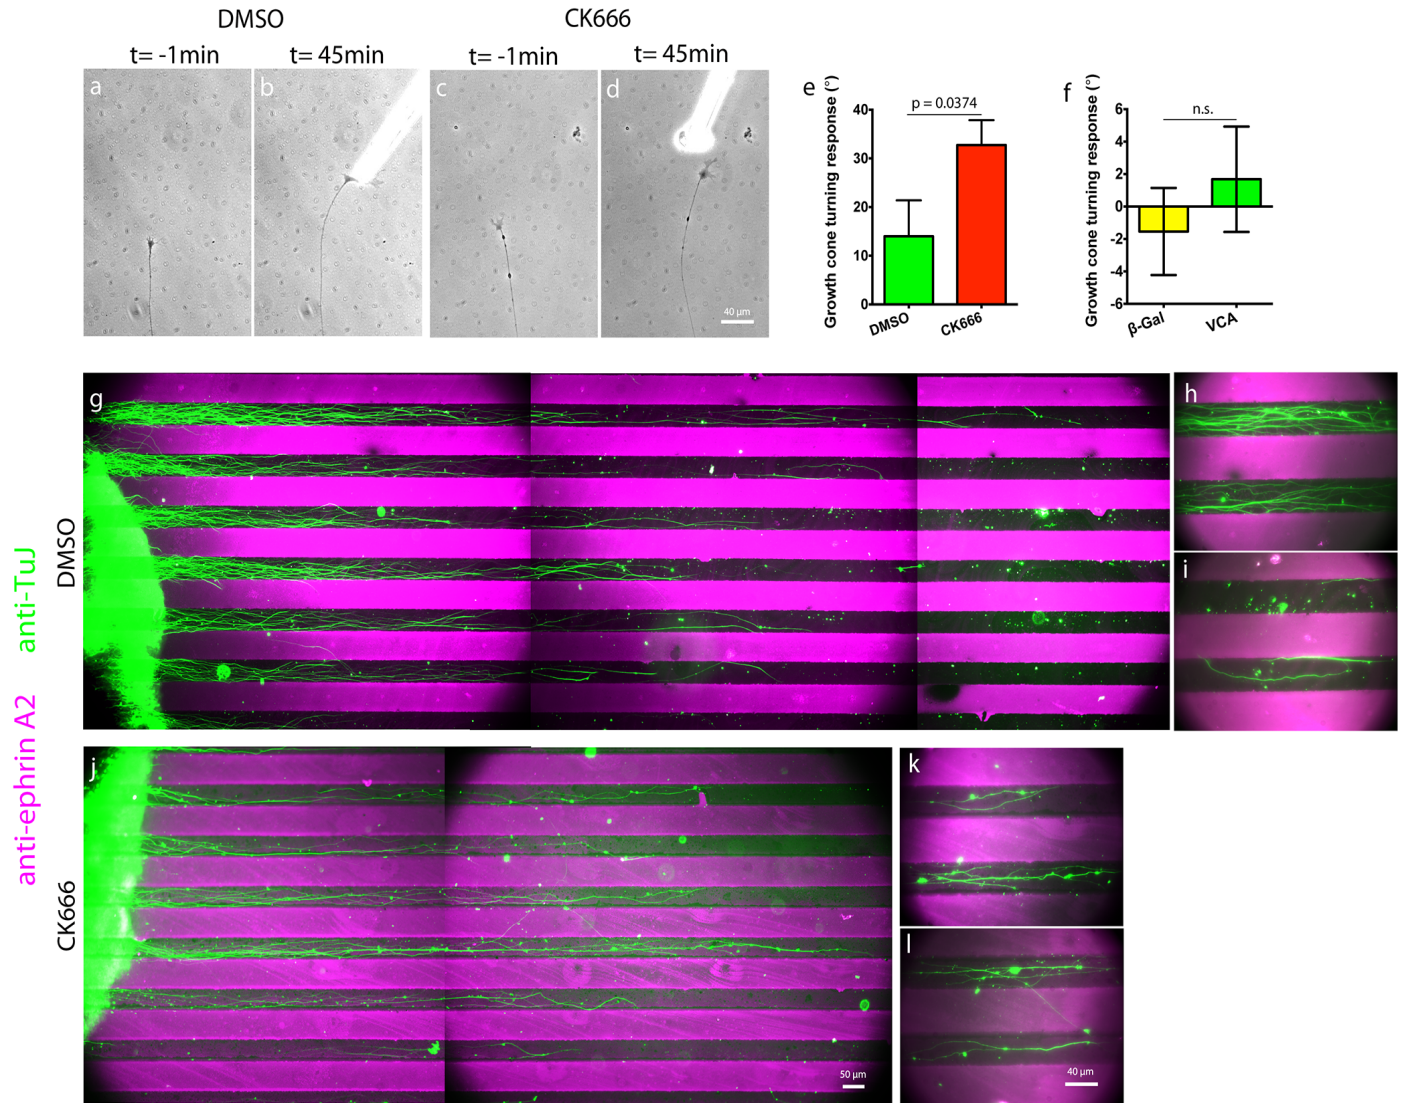 DMSO
CK666
t= -1min
t= 45min
t= -1min
t= 45min
a
b
c
d
40 µm
e
Growth cone turning response (°)
p = 0.0374
40
30
20
10
0
DMSO
CK666
f
Growth cone turning response (°)
n.s.
6
4
2
0
-2
-4
-6
β-Gal
VCA
anti-ephrin A2 anti-TuJ
DMSO
g
h
i
CK666
j
50 µm
k
l
40 µm